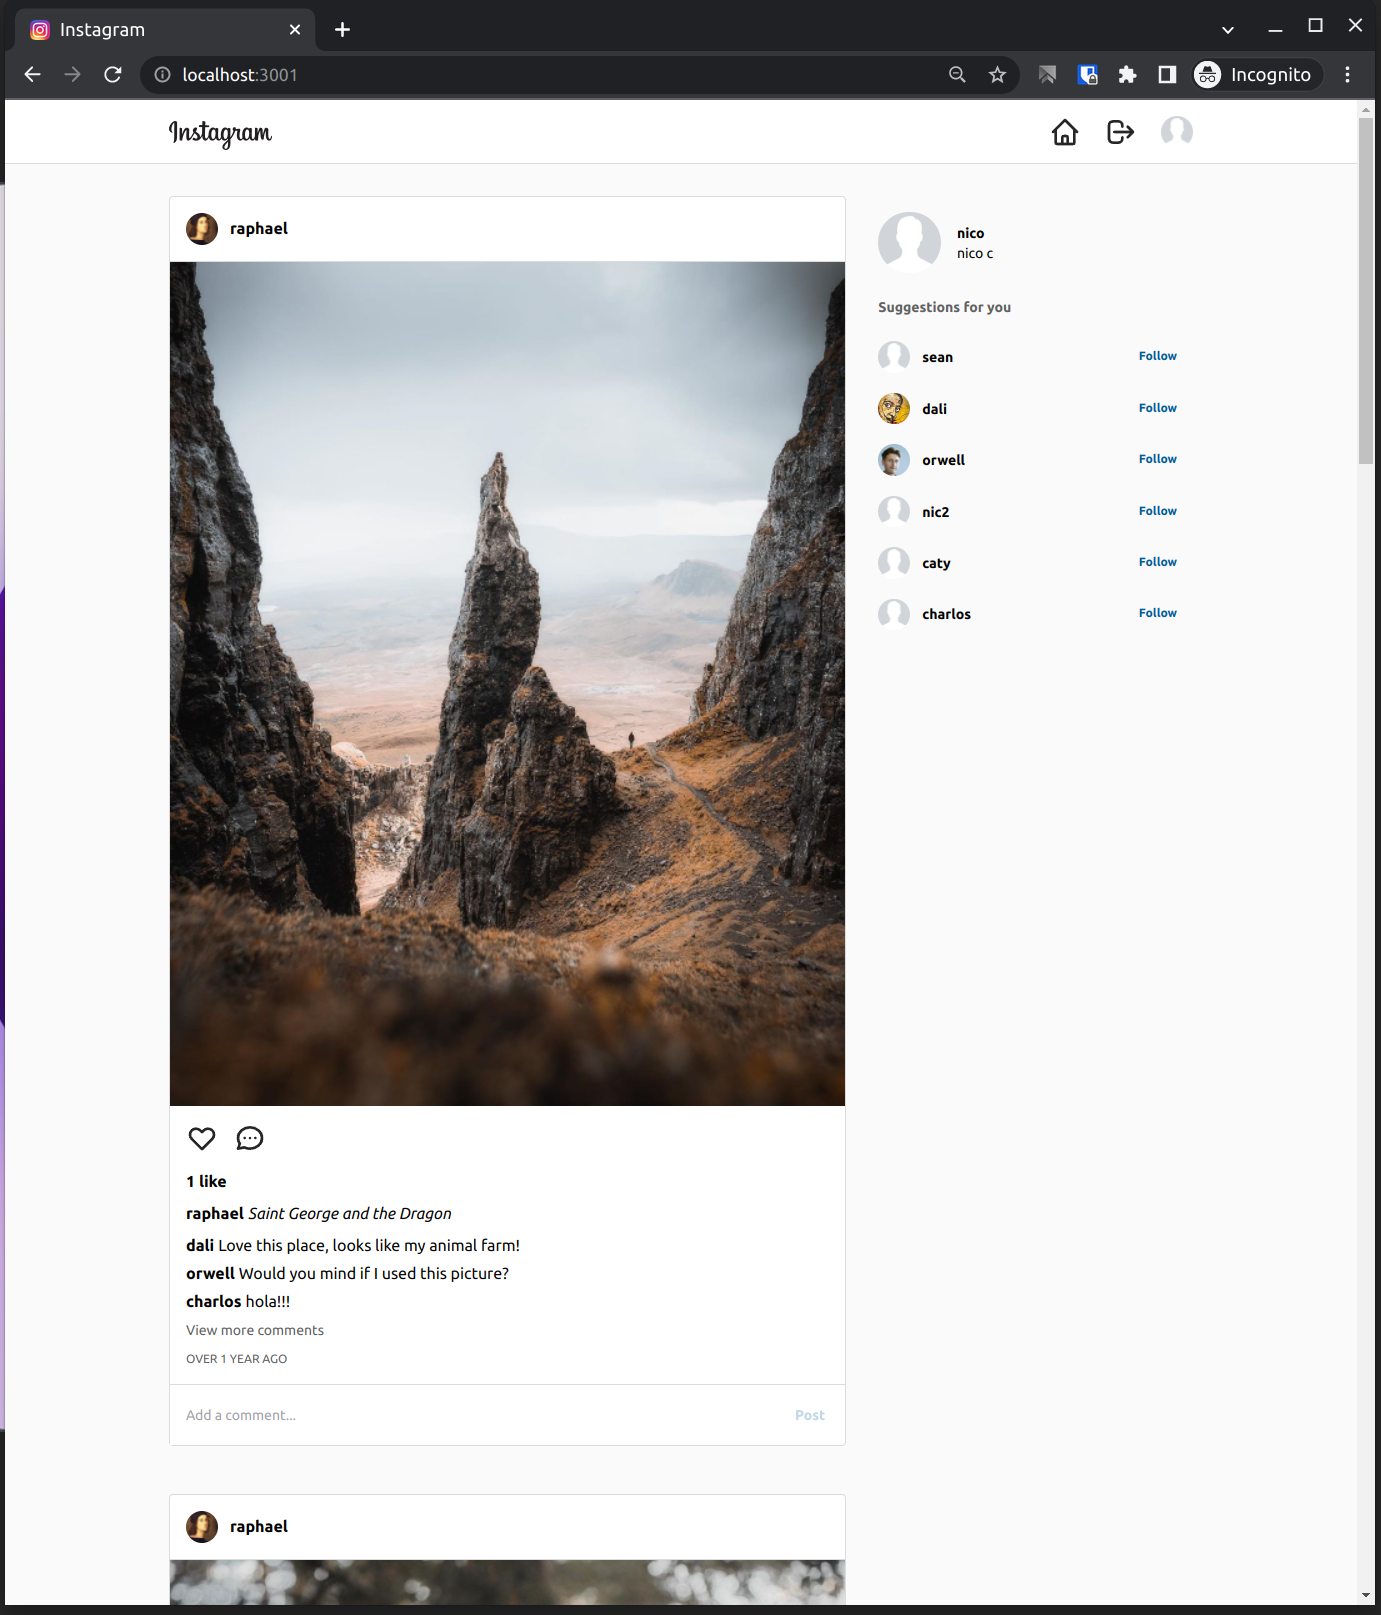 Instagram
localhost:3001
Incognito
Instagram
raphael
nico
nico c
Suggestions for you
sean Follow
dali Follow
orwell Follow
nic2 Follow
caty Follow
charlos Follow
1 like
raphael Saint George and the Dragon
dali Love this place, looks like my animal farm!
orwell Would you mind if I used this picture?
charlos hola!!!
View more comments
OVER 1 YEAR AGO
Add a comment... Post
raphael